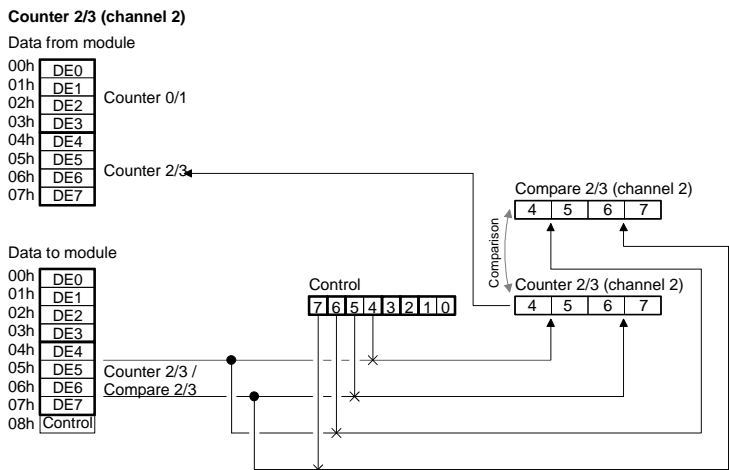 Counter 2/3 (channel 2)
Data from module
00h DE0
01h DE1
02h DE2
03h DE3
04h DE4
05h DE5
06h DE6
07h DE7
Counter 0/1
Counter 2/3
Compare 2/3 (channel 2)
4 5 6 7
Comparison
Counter 2/3 (channel 2)
4 5 6 7
Data to module
00h DE0
01h DE1
02h DE2
03h DE3
04h DE4
05h DE5
06h DE6
07h DE7
08h Control
Counter 2/3 /
Compare 2/3
Control
7 6 5 4 3 2 1 0